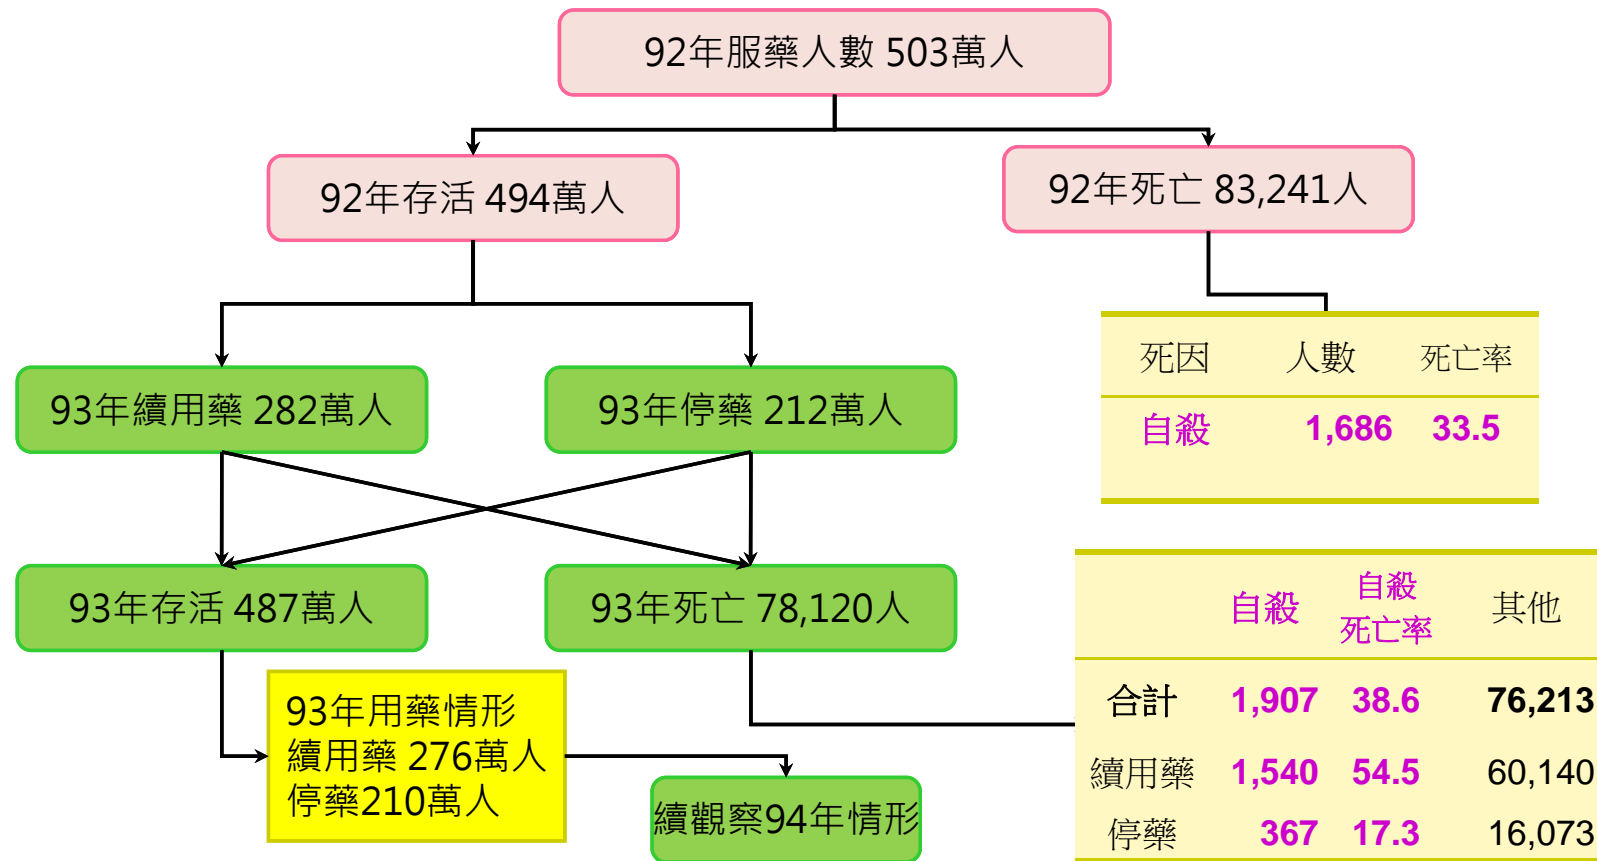 92年服藥人數 503萬人
92年存活 494萬人
92年死亡 83,241人
死因 人數 死亡率
自殺 1,686 33.5
93年續用藥 282萬人
93年停藥 212萬人
93年存活 487萬人
93年死亡 78,120人
自殺 自殺死亡率 其他
合計 1,907 38.6 76,213
續用藥 1,540 54.5 60,140
停藥 367 17.3 16,073
93年用藥情形
續用藥 276萬人
停藥210萬人
續觀察94年情形